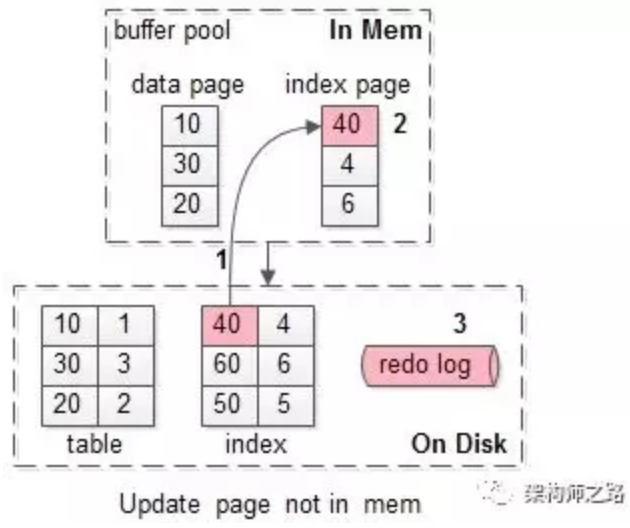 buffer pool In Mem
data page index page
10 40 2
30 4
20 6
1
10 1 40 4 3
30 3 60 6 redo log
20 2 50 5
table index On Disk
Update page not in mem
架构师之路